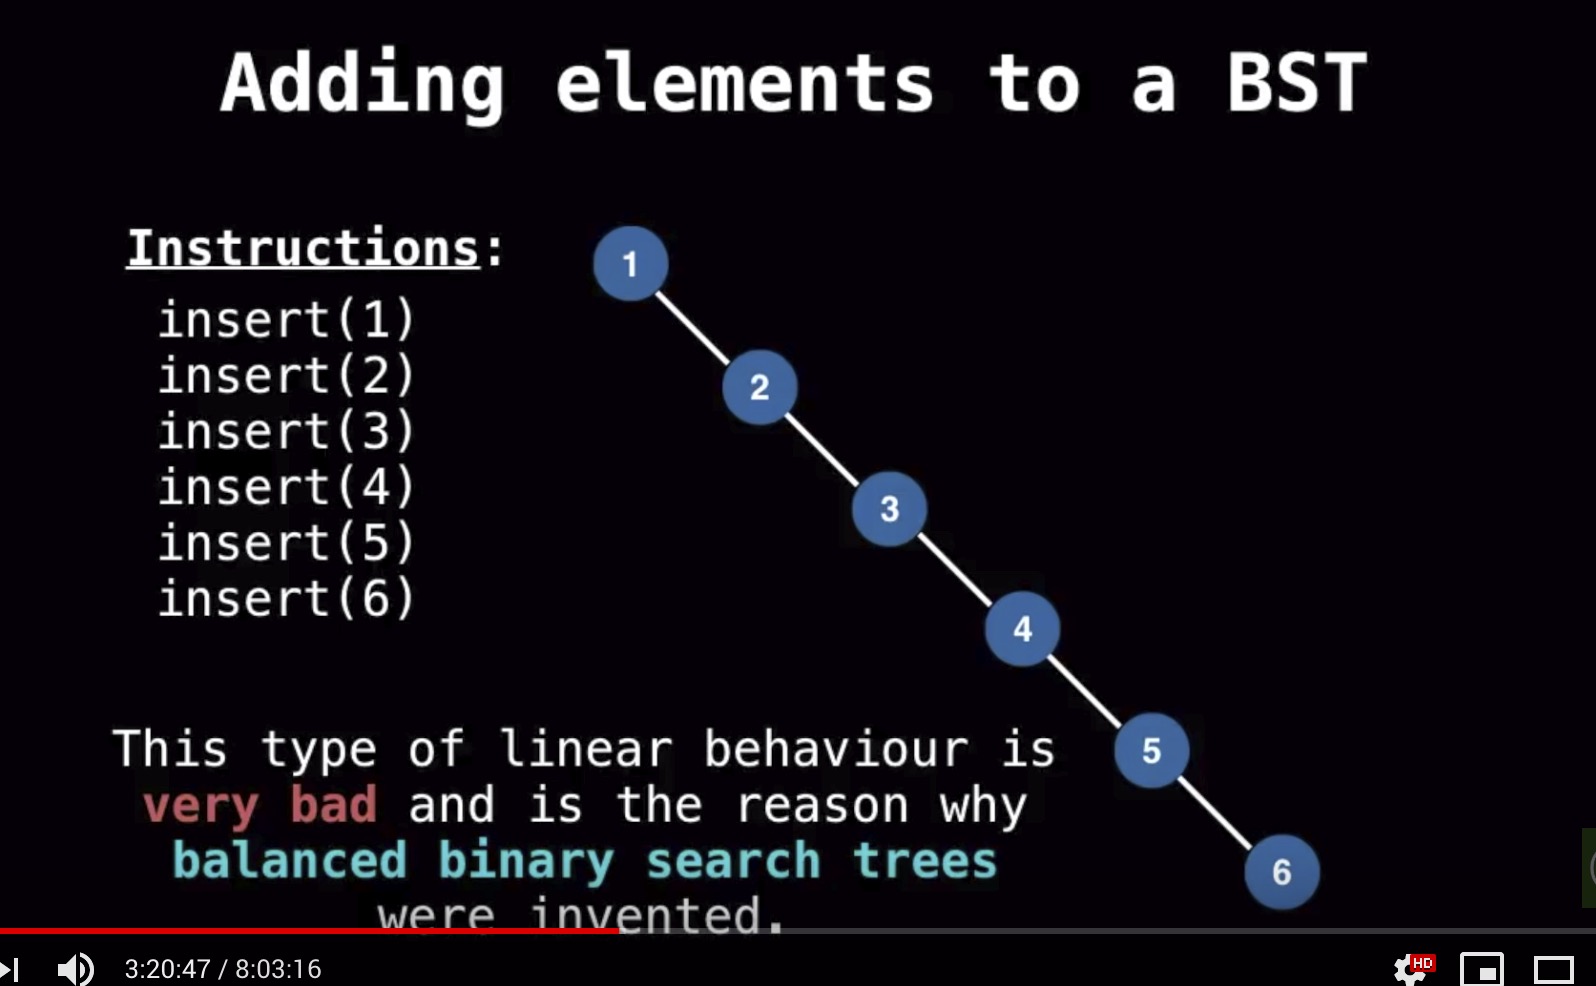 Adding elements to a BST
Instructions:
insert(1)
insert(2)
insert(3)
insert(4)
insert(5)
insert(6)
1
2
3
4
5
6
This type of linear behaviour is
very bad and is the reason why
balanced binary search trees
were invented.
3:20:47 / 8:03:16
HD